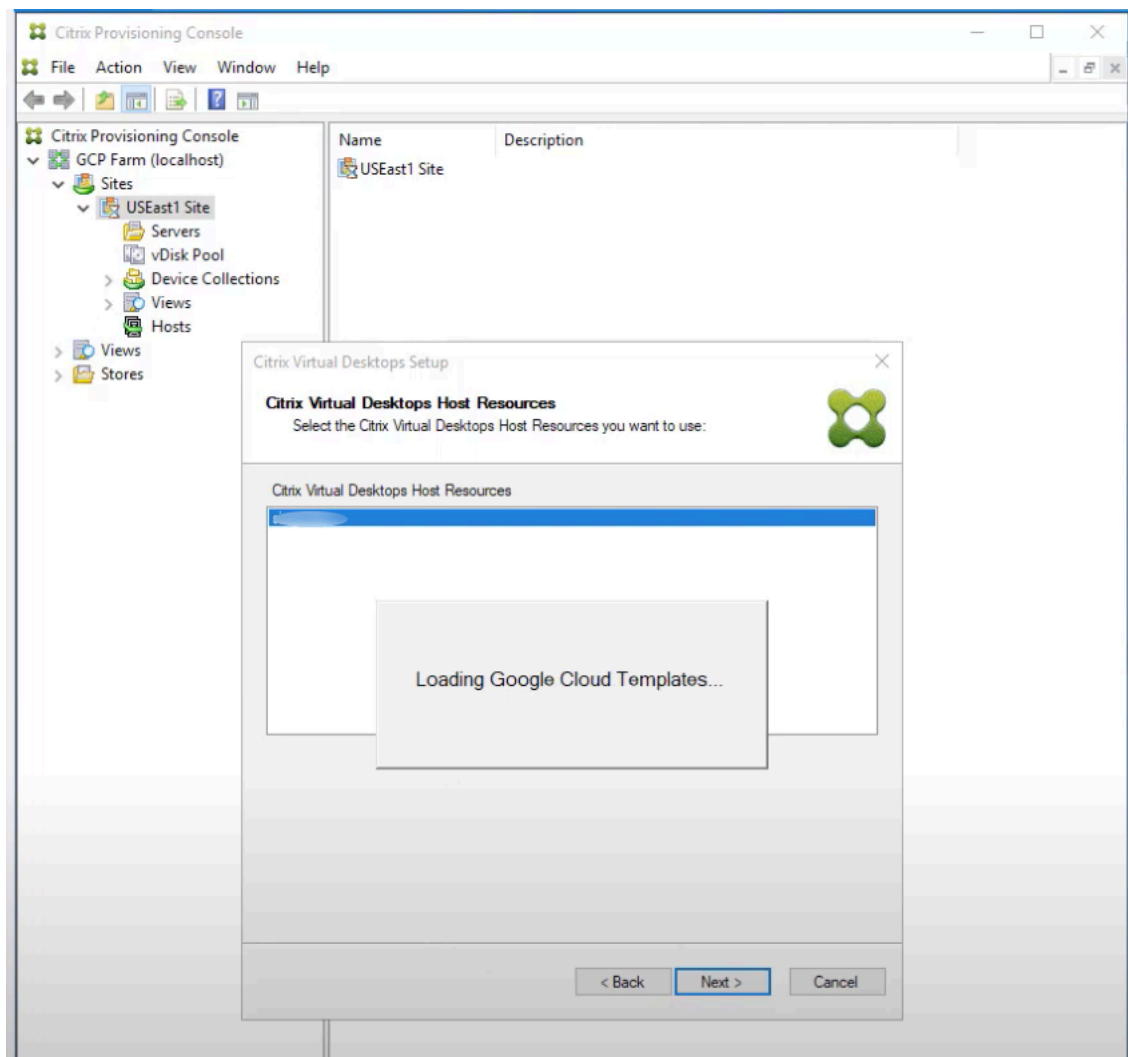 Citrix Provisioning Console
File Action View Window Help
Citrix Provisioning Console
GCP Farm (localhost)
Sites
USEast1 Site
Servers
vDisk Pool
Device Collections
Views
Hosts
Views
Stores
Name Description
USEast1 Site
Citrix Virtual Desktops Setup
Citrix Virtual Desktops Host Resources
Select the Citrix Virtual Desktops Host Resources you want to use:
Citrix Virtual Desktops Host Resources
Loading Google Cloud Templates...
< Back Next > Cancel